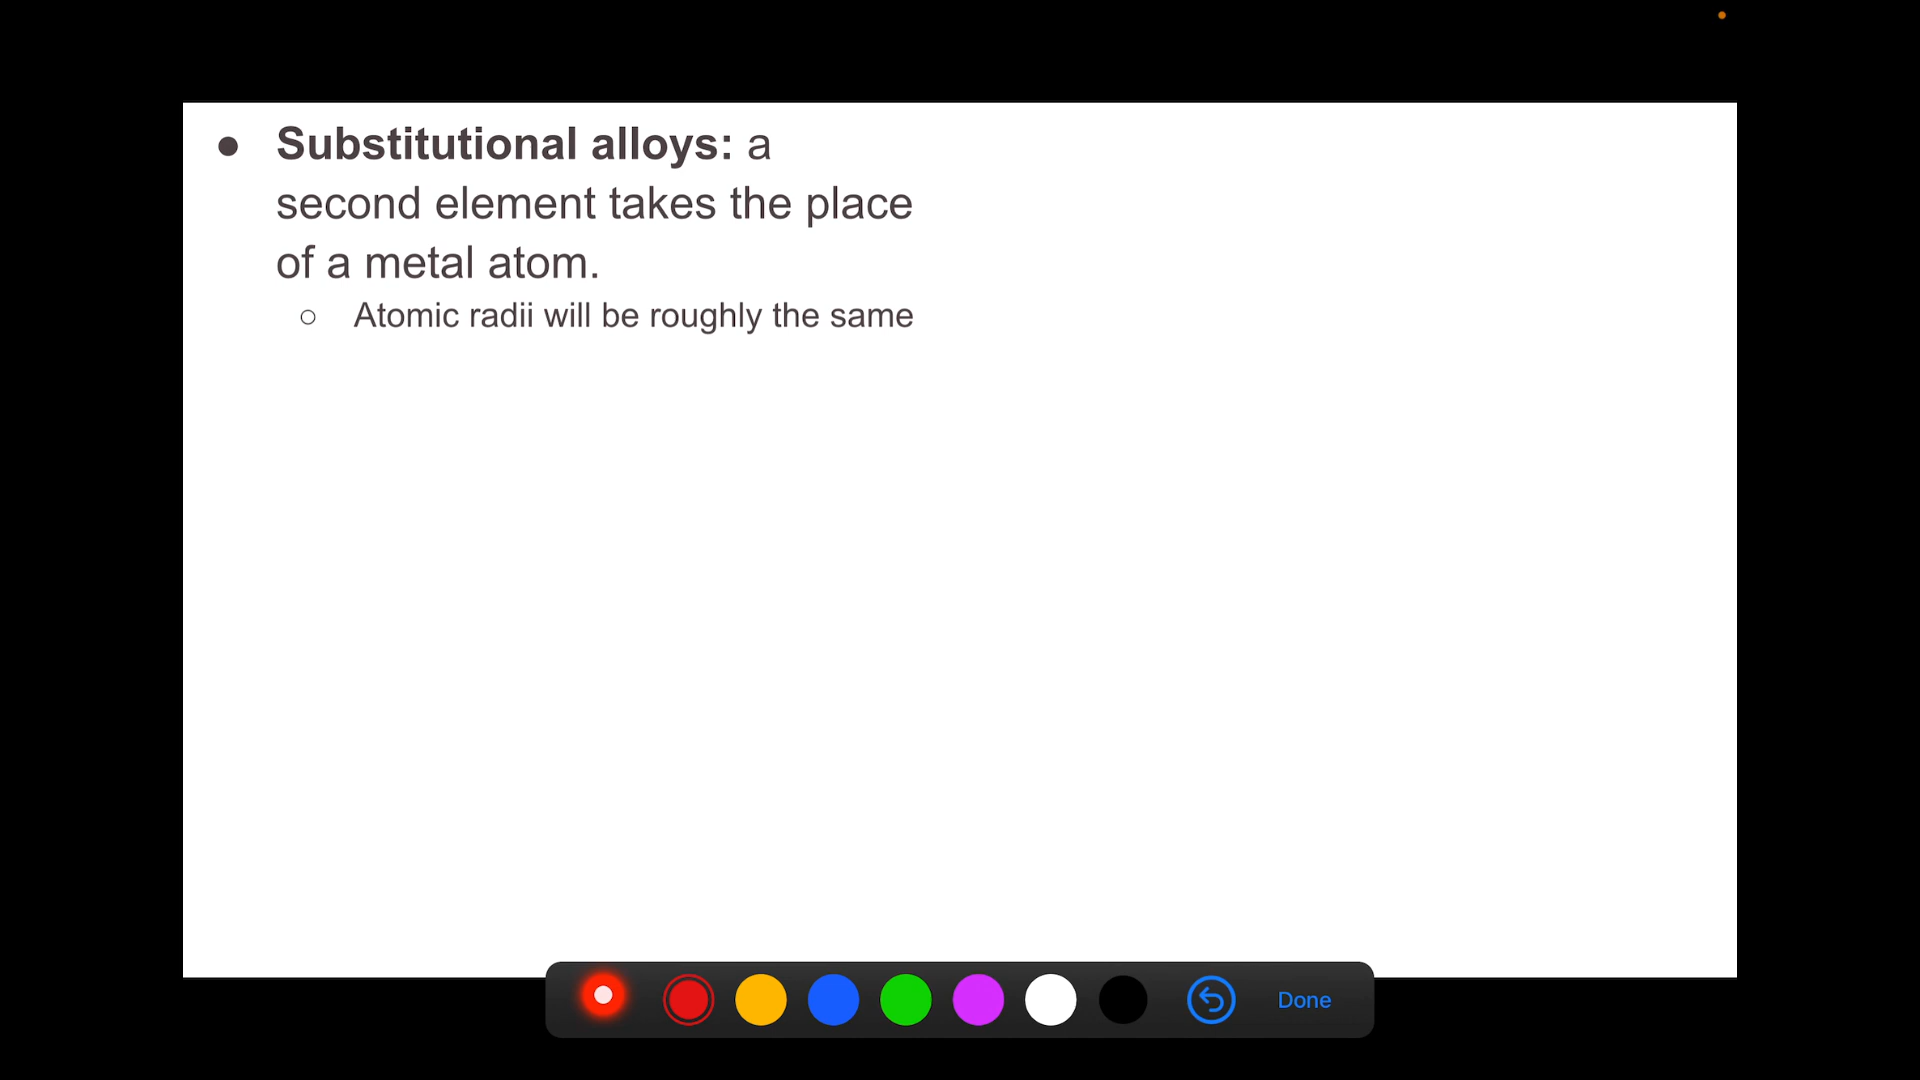 ● Substitutional alloys: a
second element takes the place
of a metal atom.
○ Atomic radii will be roughly the same
Done